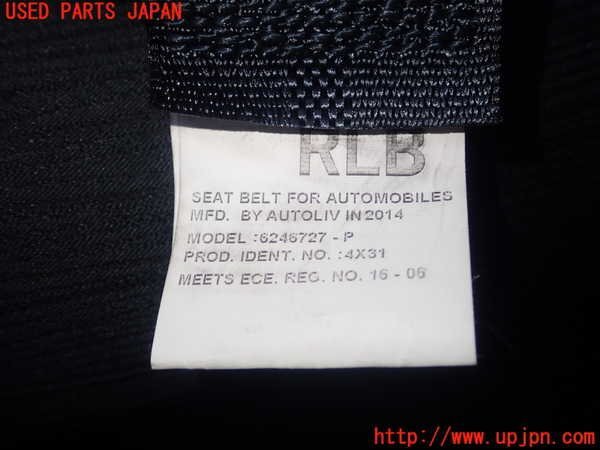 USED PARTS JAPAN
RLB
SEAT BELT FOR AUTOMOBILES
MFD. BY AUTOLIV IN 2014
MODEL :6246727 - P
PROD. IDENT. NO. :4X31
MEETS ECE. REG. NO. 16 - 06
http://www.upjpn.com/